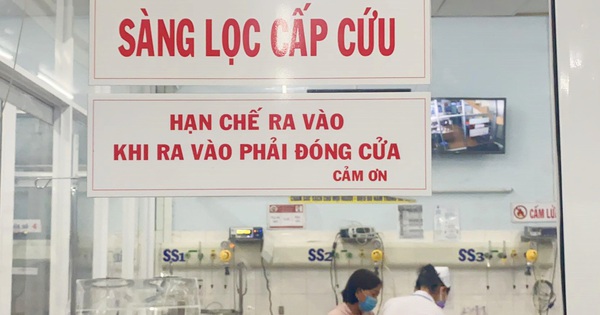 SÀNG LỌC CẤP CỨU
HẠN CHẾ RA VÀO
KHI RA VÀO PHẢI ĐÓNG CỬA
CẢM ƠN
CẤM LỬA
SS1
SS2
SS3